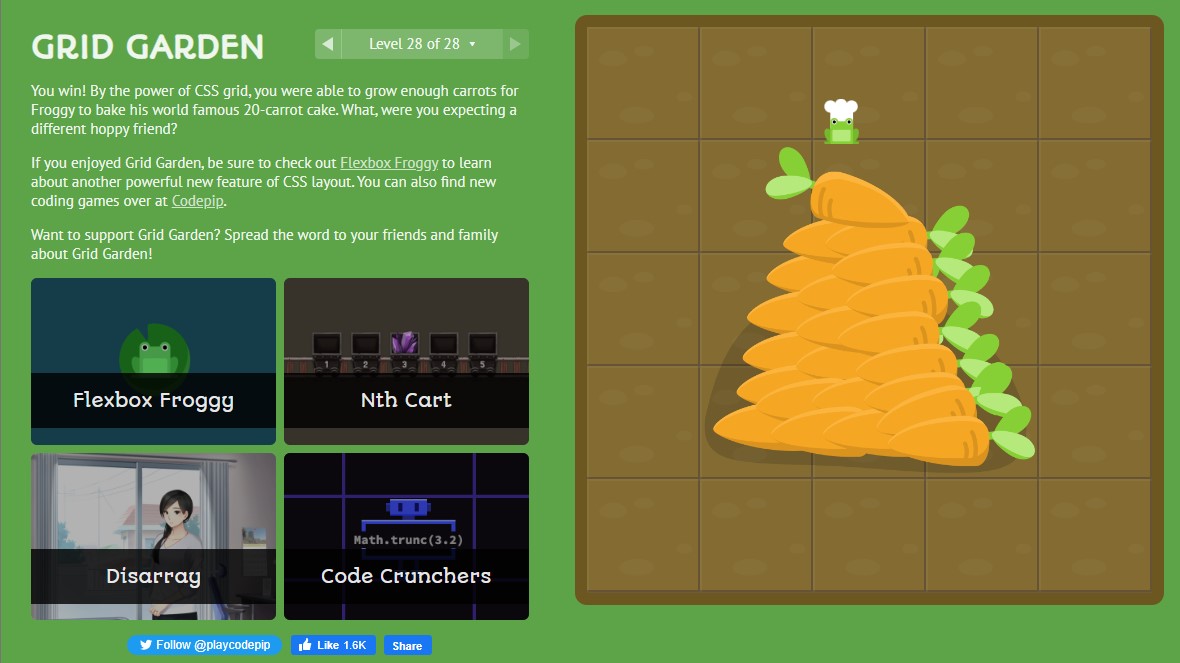 GRID GARDEN
Level 28 of 28
You win! By the power of CSS grid, you were able to grow enough carrots for
Froggy to bake his world famous 20-carrot cake. What, were you expecting a
different hoppy friend?
If you enjoyed Grid Garden, be sure to check out Flexbox Froggy to learn
about another powerful new feature of CSS layout. You can also find new
coding games over at Codepip.
Want to support Grid Garden? Spread the word to your friends and family
about Grid Garden!
Flexbox Froggy
1 2 3 4 5
Nth Cart
Disarray
Math.trunc(3.2)
Code Crunchers
Follow @playcodepip
Like 1.6K
Share